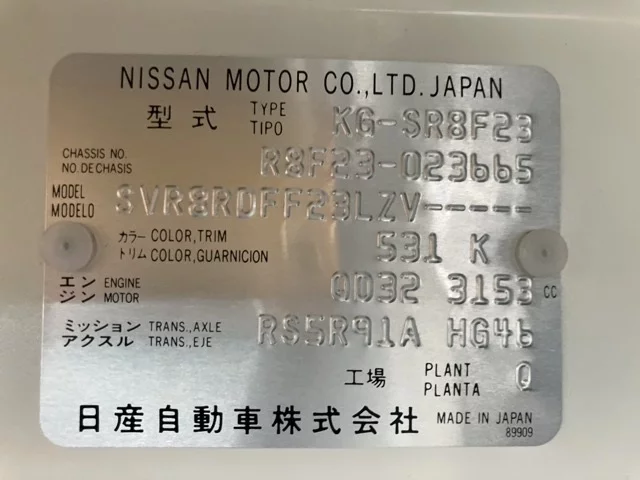 NISSAN MOTOR CO.,LTD. JAPAN
型式 TYPE TIPO KG-SR8F23
CHASSIS NO. NO. DE CHASIS R8F23-023665
MODEL MODELO SVR8RDFF23LZV-----
カラー COLOR,TRIM トリム COLOR,GUARNICION 531 K
エンジン ENGINE MOTOR QD32 3153 CC
ミッション TRANS.,AXLE アクスル TRANS.,EJE RS5R91A HG46
工場 PLANT PLANTA Q
日産自動車株式会社 MADE IN JAPAN
89909